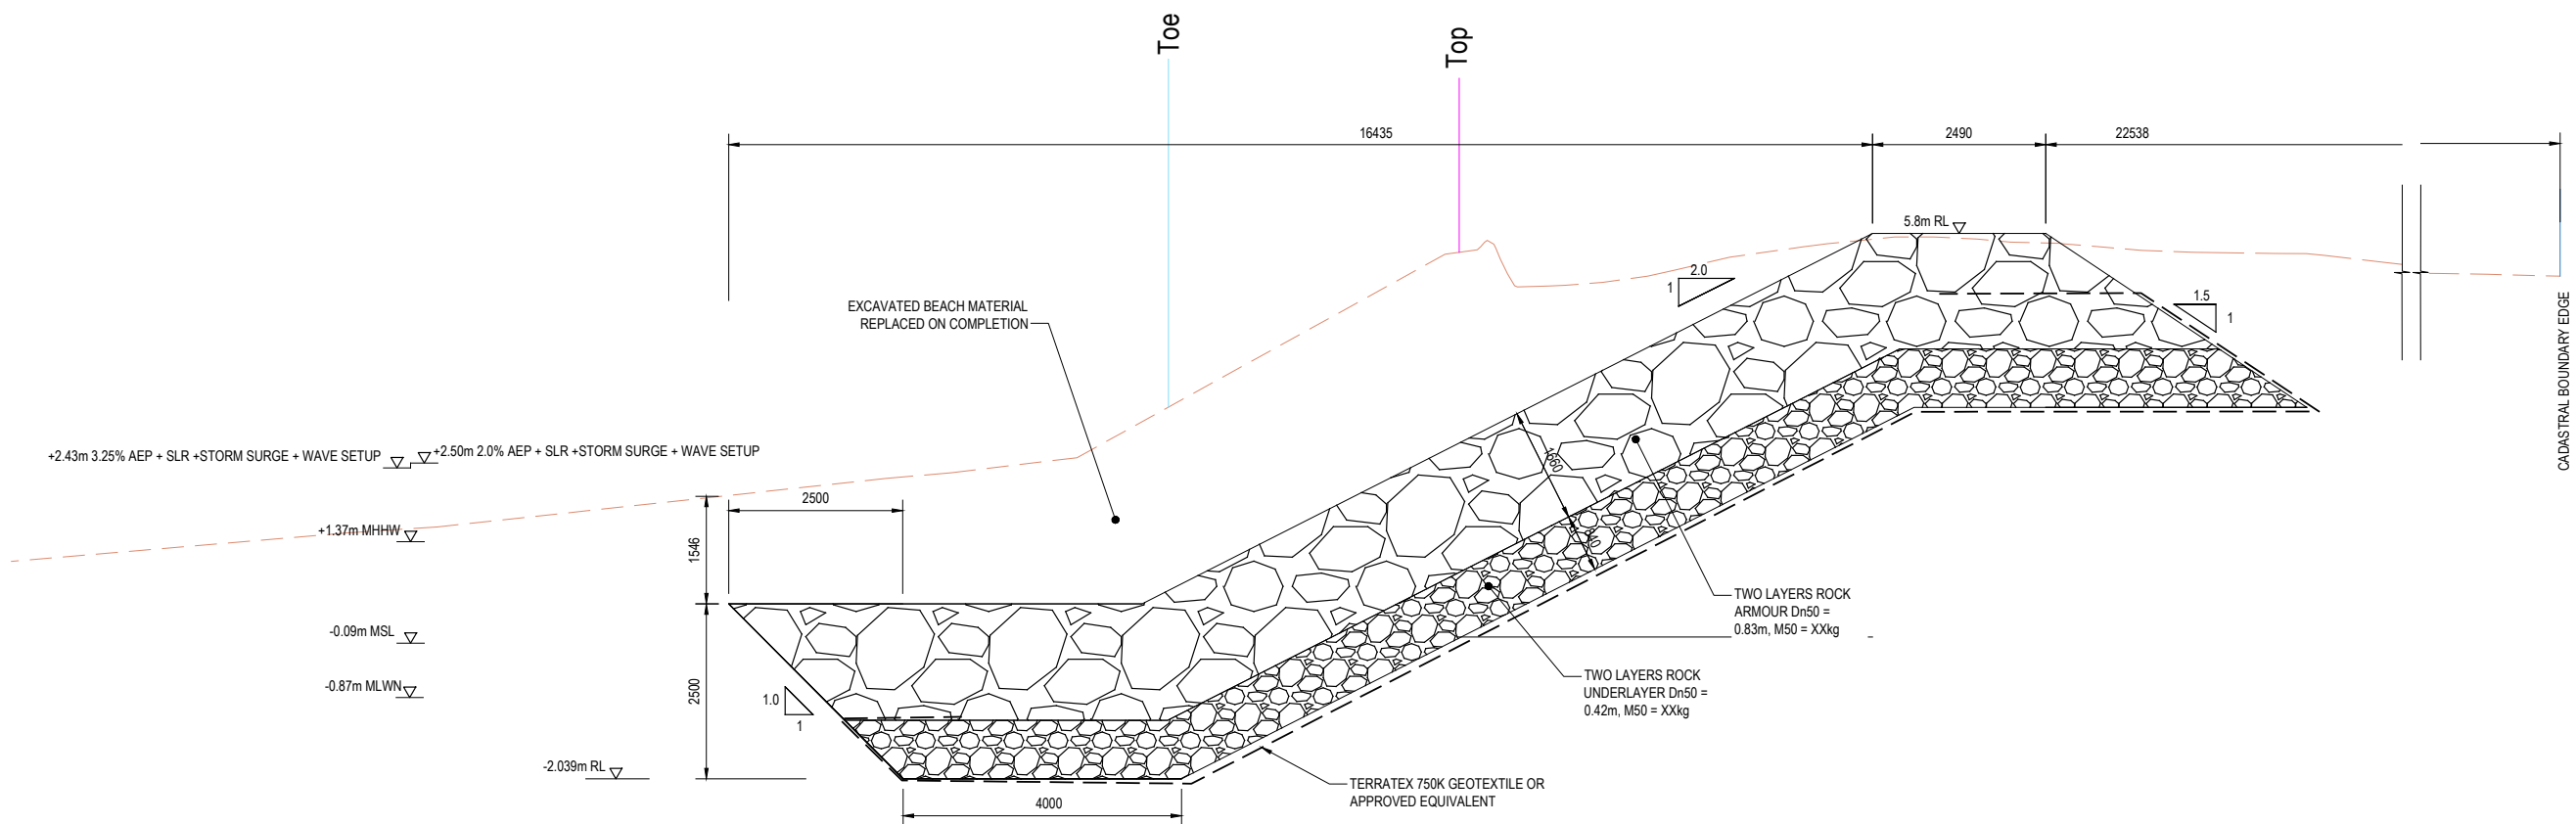 Toe
Top
16435
2490
22538
5.8m RL
2.0
1
1.5
1
EXCAVATED BEACH MATERIAL
REPLACED ON COMPLETION
CADASTRAL BOUNDARY EDGE
+2.43m 3.25% AEP + SLR +STORM SURGE + WAVE SETUP
+2.50m 2.0% AEP + SLR +STORM SURGE + WAVE SETUP
2500
1546
+1.37m MHHW
1660
-0.09m MSL
-0.87m MLWN
2500
1.0
1
TWO LAYERS ROCK
ARMOUR Dn50 =
0.83m, M50 = XXkg
TWO LAYERS ROCK
UNDERLAYER Dn50 =
0.42m, M50 = XXkg
-2.039m RL
TERRATEX 750K GEOTEXTILE OR
APPROVED EQUIVALENT
4000